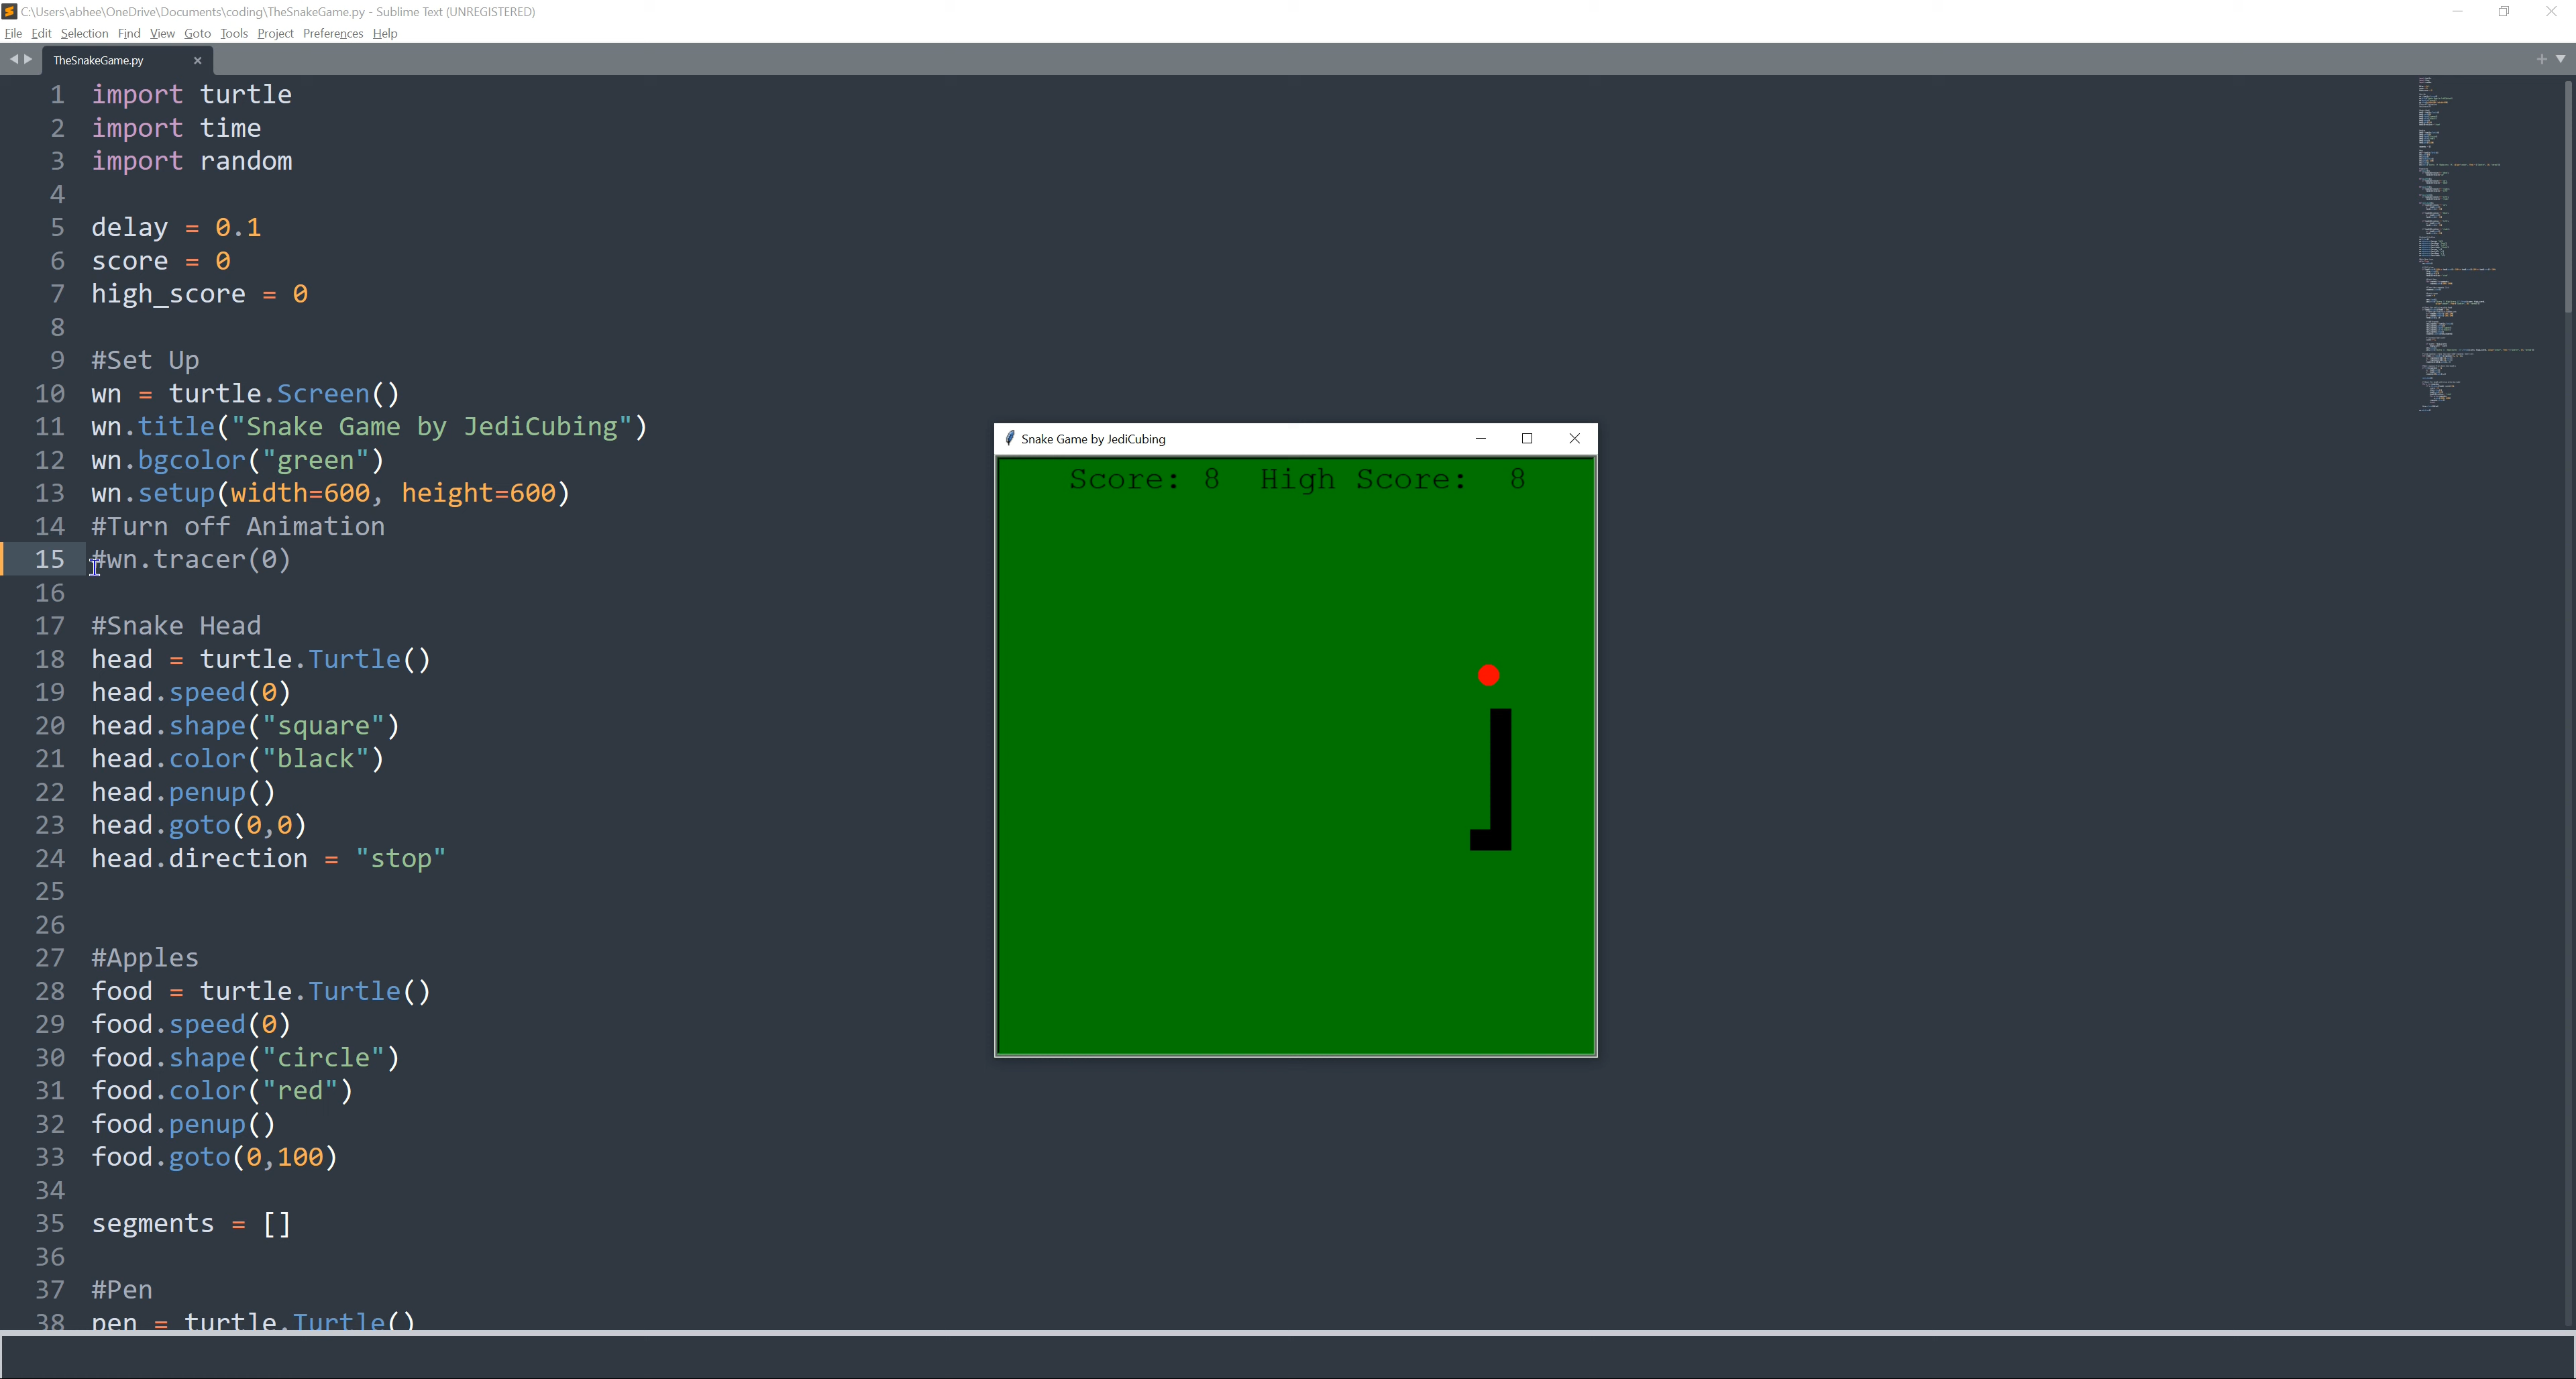 C:\Users\abhee\OneDrive\Documents\coding\TheSnakeGame.py - Sublime Text (UNREGISTERED)
File Edit Selection Find View Goto Tools Project Preferences Help
TheSnakeGame.py
1 import turtle
2 import time
3 import random
4
5 delay = 0.1
6 score = 0
7 high_score = 0
8
9 #Set Up
10 wn = turtle.Screen()
11 wn.title("Snake Game by JediCubing")
12 wn.bgcolor("green")
13 wn.setup(width=600, height=600)
14 #Turn off Animation
15 #wn.tracer(0)
16
17 #Snake Head
18 head = turtle.Turtle()
19 head.speed(0)
20 head.shape("square")
21 head.color("black")
22 head.penup()
23 head.goto(0,0)
24 head.direction = "stop"
25
26
27 #Apples
28 food = turtle.Turtle()
29 food.speed(0)
30 food.shape("circle")
31 food.color("red")
32 food.penup()
33 food.goto(0,100)
34
35 segments = []
36
37 #Pen
38 pen = turtle.Turtle()
Snake Game by JediCubing
Score: 8 High Score: 8